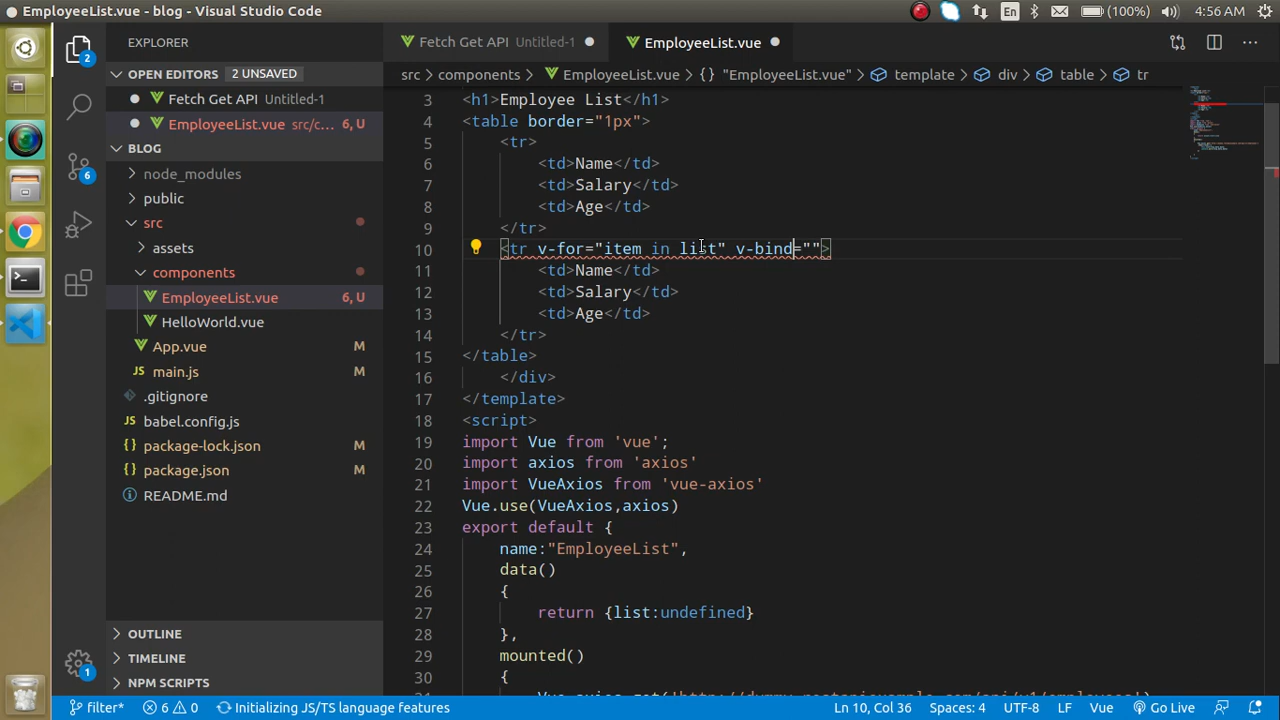 EmployeeList.vue - blog - Visual Studio Code
En
(100%)
4:56 AM
EXPLORER
Fetch Get API Untitled-1
EmployeeList.vue
OPEN EDITORS 2 UNSAVED
Fetch Get API Untitled-1
EmployeeList.vue src/c... 6, U
BLOG
node_modules
public
src
assets
components
EmployeeList.vue 6, U
HelloWorld.vue
App.vue M
main.js M
.gitignore
babel.config.js
package-lock.json M
package.json M
README.md
OUTLINE
TIMELINE
NPM SCRIPTS
2
6
1
src > components > EmployeeList.vue > {} "EmployeeList.vue" > template > div > table > tr
3 <h1>Employee List</h1>
4 <table border="1px">
5 <tr>
6 <td>Name</td>
7 <td>Salary</td>
8 <td>Age</td>
9 </tr>
10 <tr v-for="item in list" v-bind="">
11 <td>Name</td>
12 <td>Salary</td>
13 <td>Age</td>
14 </tr>
15 </table>
16 </div>
17 </template>
18 <script>
19 import Vue from 'vue';
20 import axios from 'axios'
21 import VueAxios from 'vue-axios'
22 Vue.use(VueAxios,axios)
23 export default {
24 name:"EmployeeList",
25 data()
26 {
27 return {list:undefined}
28 },
29 mounted()
30 {
filter* 6 0 Initializing JS/TS language features
Ln 10, Col 36 Spaces: 4 UTF-8 LF Vue Go Live